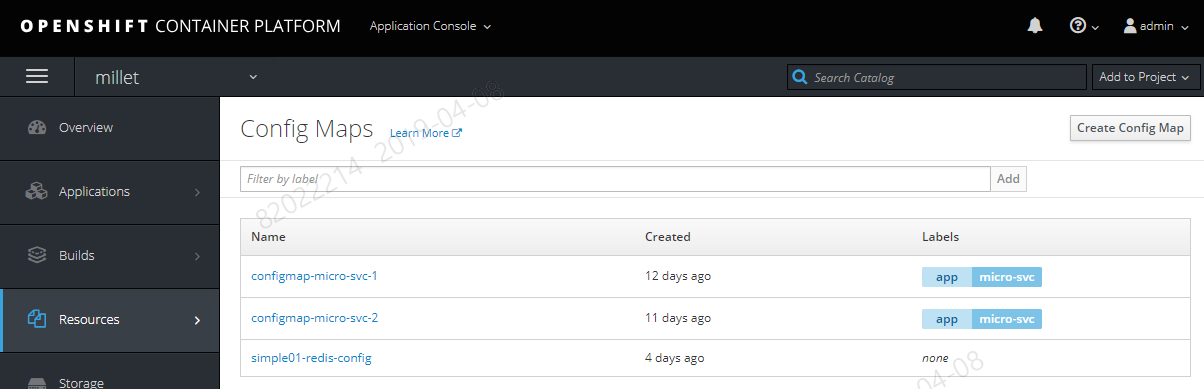 OPENSHIFT CONTAINER PLATFORM Application Console admin
millet Search Catalog Add to Project
Overview
Applications
Builds
Resources
Storage
Config Maps Learn More Create Config Map
Filter by label Add
Name Created Labels
configmap-micro-svc-1 12 days ago app micro-svc
configmap-micro-svc-2 11 days ago app micro-svc
simple01-redis-config 4 days ago none
82022214 2019-04-08
04-08